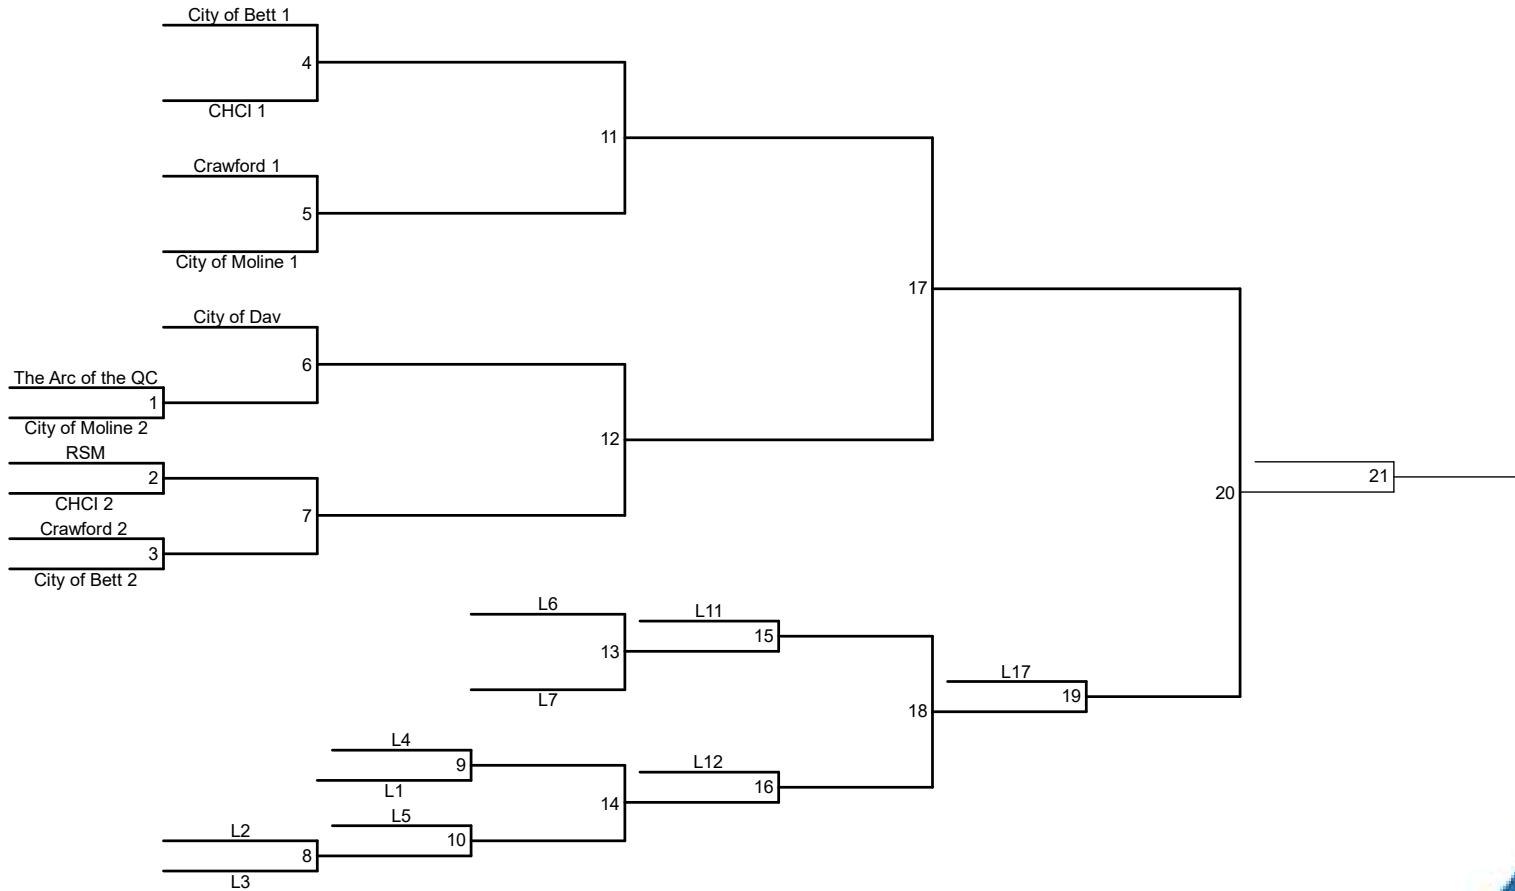 City of Bett 1
4
CHCI 1
11
Crawford 1
5
City of Moline 1
17
City of Dav
6
The Arc of the QC
1
City of Moline 2
12
RSM
2
CHCI 2
7
Crawford 2
3
City of Bett 2
21
20
L6
L11
15
13
L7
L17
19
18
L4
9
L1
L12
16
14
L5
10
L2
8
L3